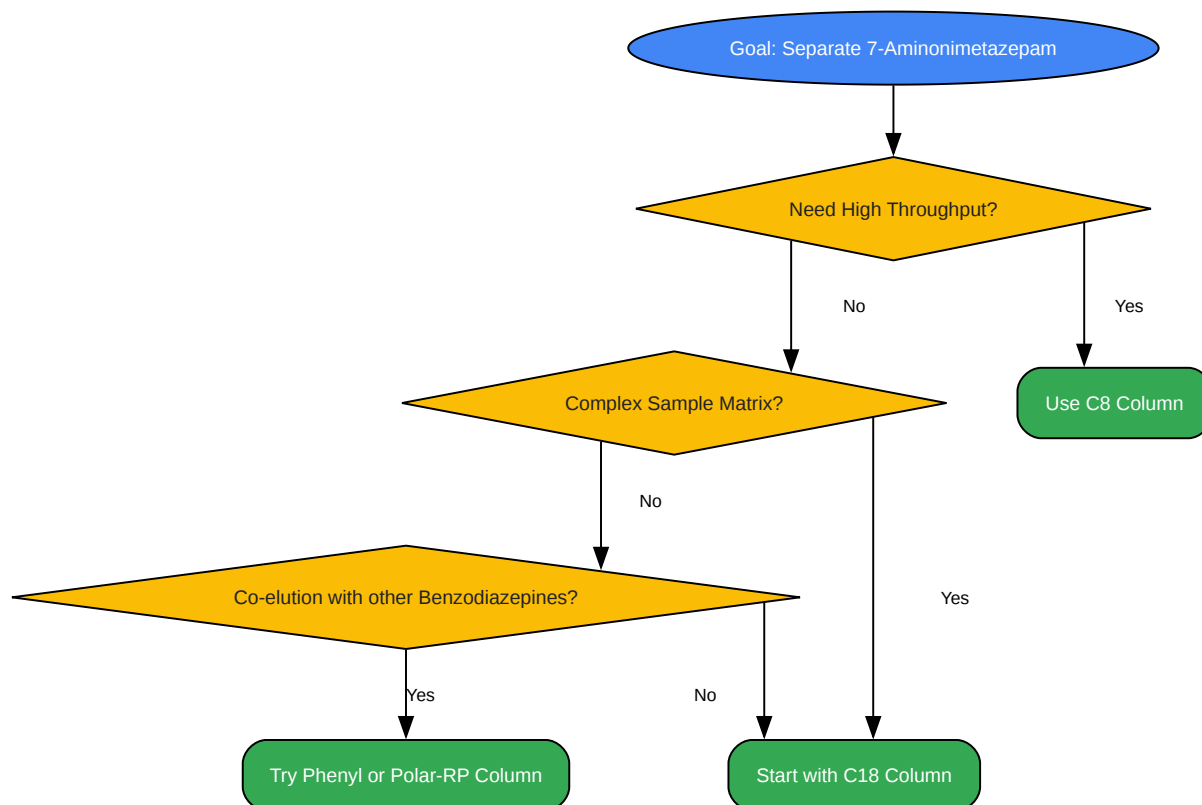 Goal: Separate 7-Aminonimetazepam
Need High Throughput?
No
Yes
Complex Sample Matrix?
Use C8 Column
No
Co-elution with other Benzodiazepines?
Yes
Yes
No
Try Phenyl or Polar-RP Column
Start with C18 Column